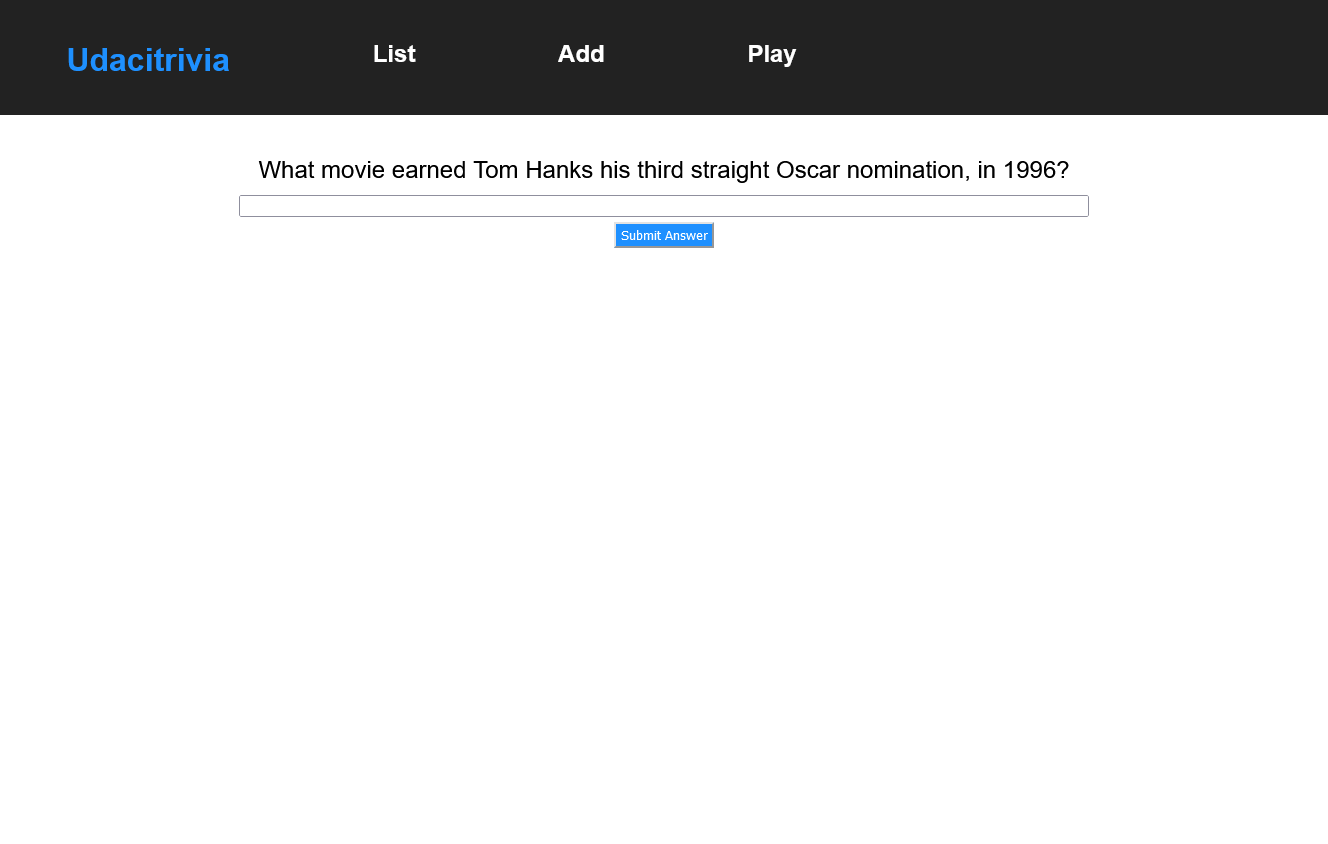 Udacitrivia List Add Play
What movie earned Tom Hanks his third straight Oscar nomination, in 1996?
Submit Answer